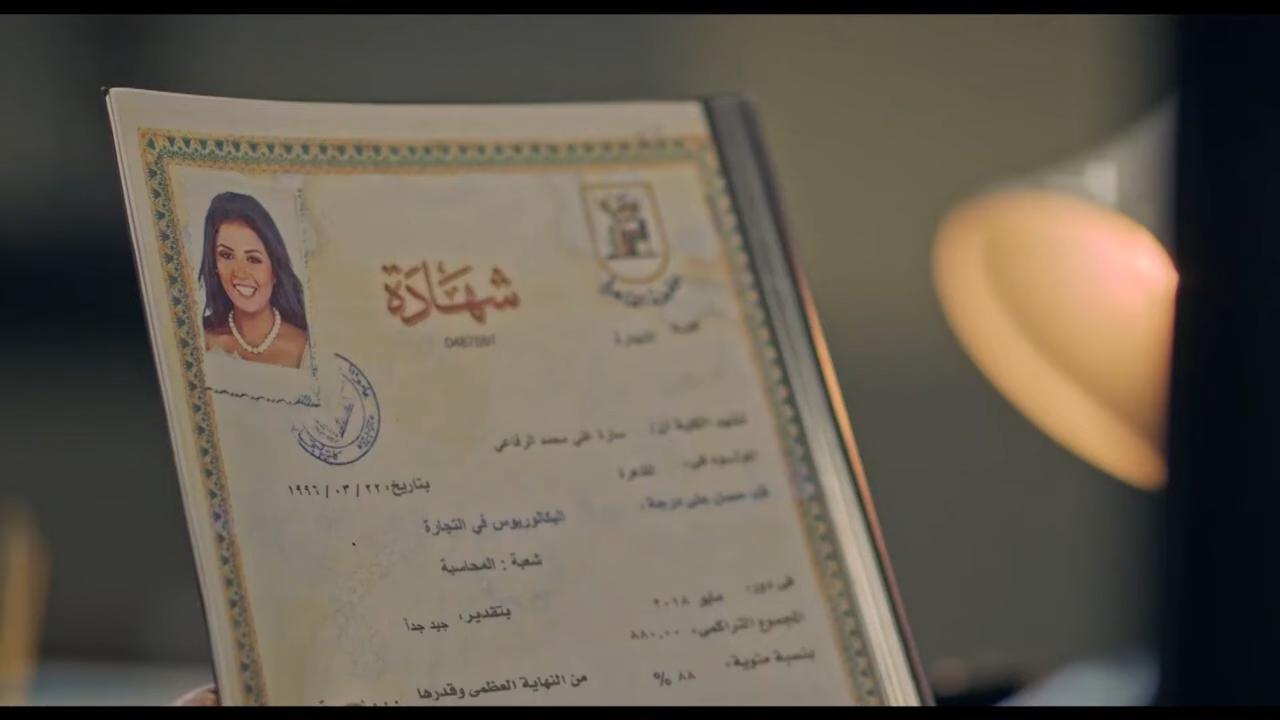 شهادة
كلية التجارة
تشهد الكلية أن/ سارة علي محمد الرفاعي
المولود في: القاهرة بتاريخ: ٢٢ / ٠٣ / ١٩٩٦
قد حصل على درجة: البكالوريوس في التجارة
شعبة : المحاسبة
في دور: مايو ٢٠١٨ بتقدير: جيد جداً
المجموع التراكمي: ٨٨٠,٠٠
بنسبة مئوية: ٨٨ % من النهاية العظمى وقدرها